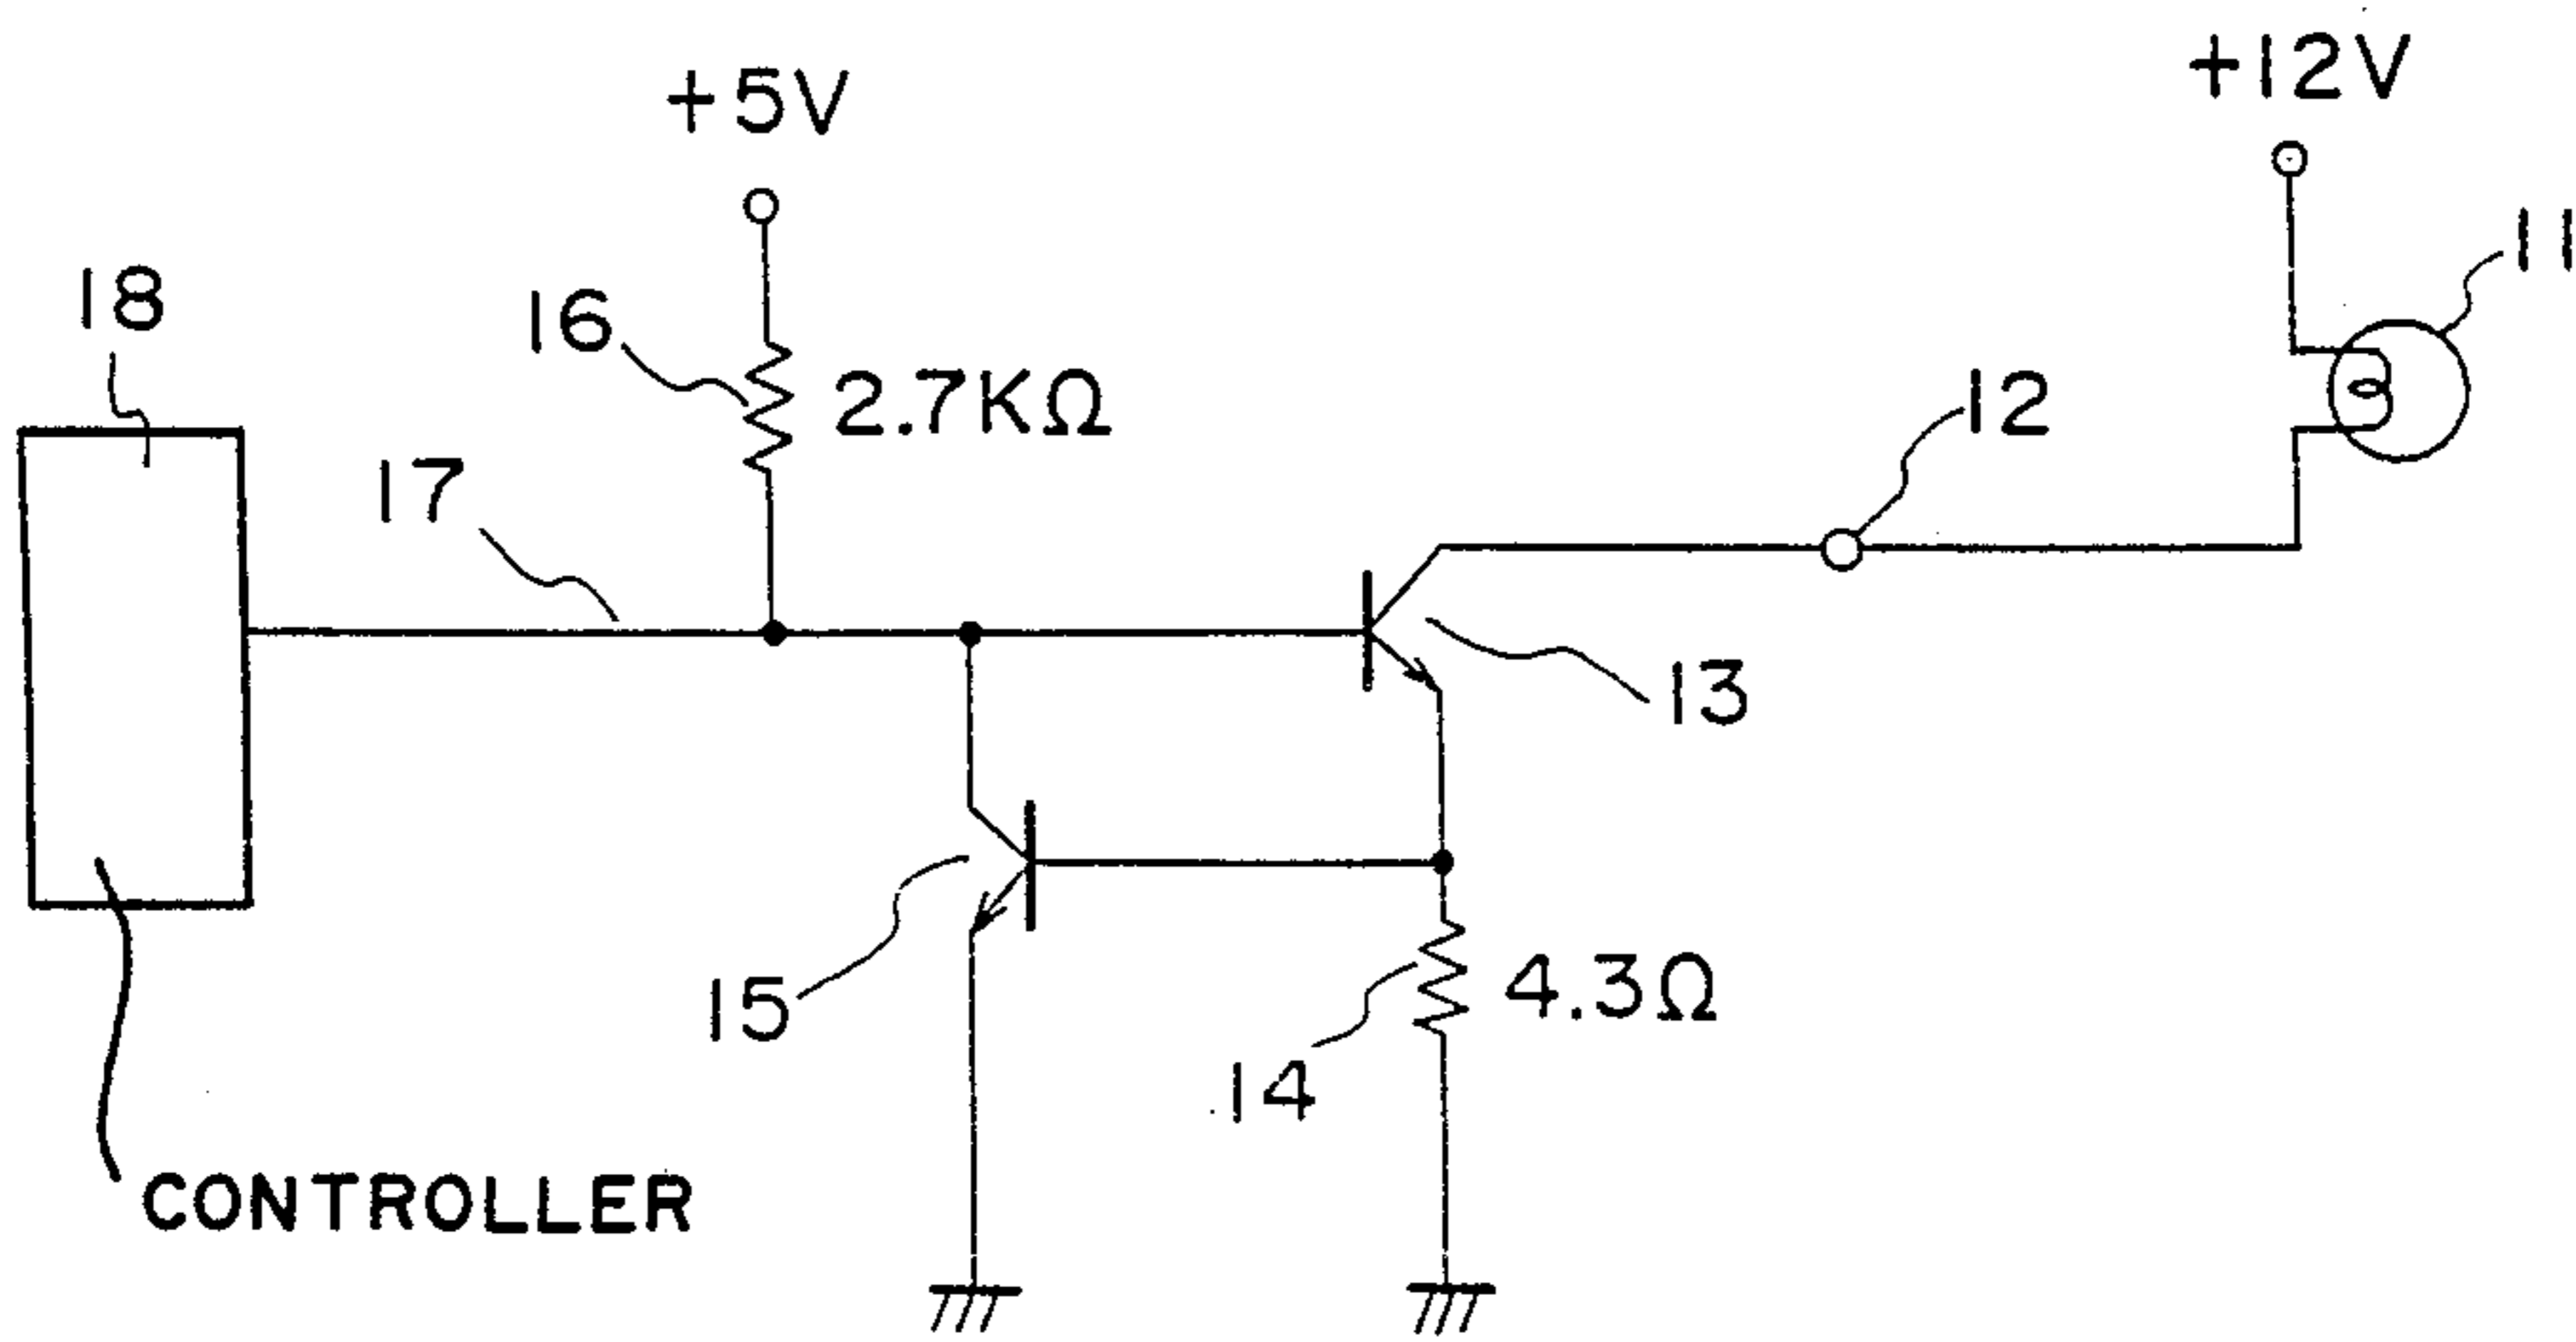 +12V
+5V
11
18
16
2.7KΩ
12
17
13
15
4.3Ω
14
CONTROLLER